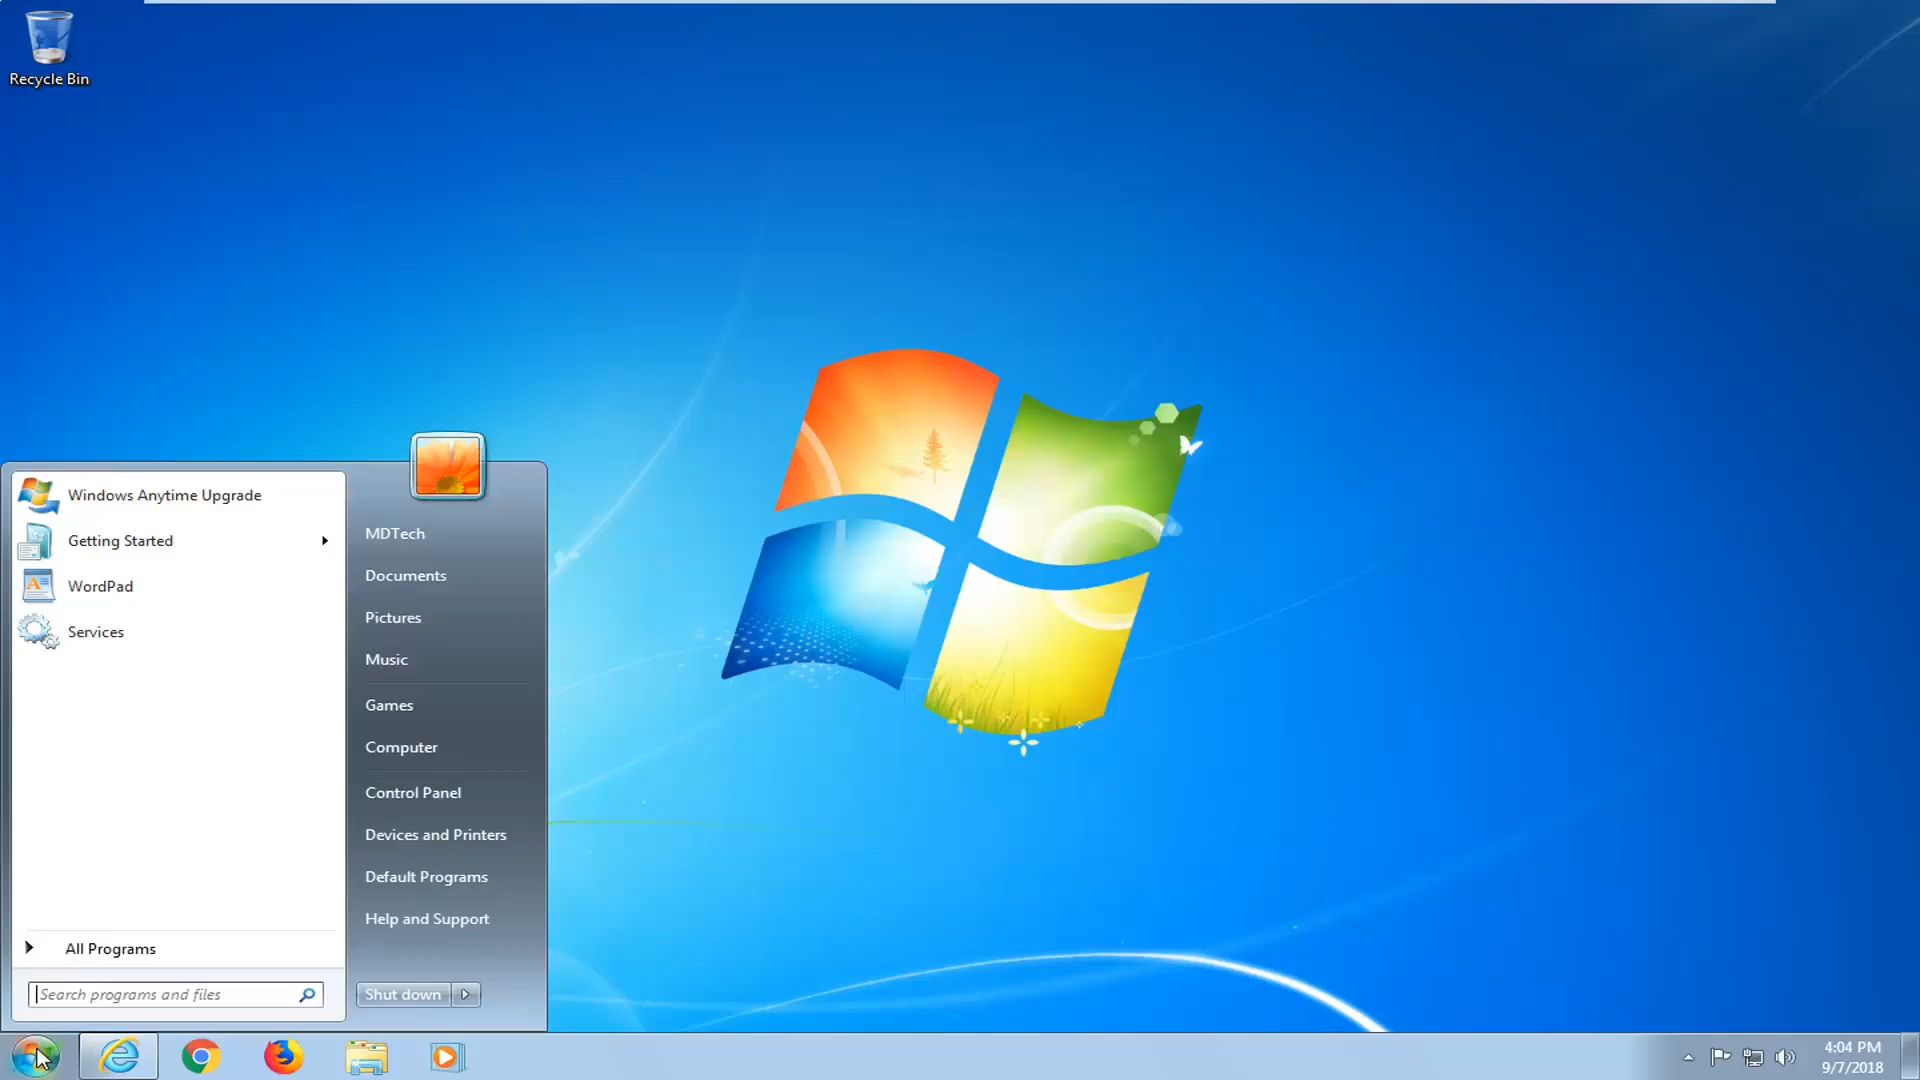 Recycle Bin
Windows Anytime Upgrade
Getting Started
WordPad
Services
All Programs
Search programs and files
MDTech
Documents
Pictures
Music
Games
Computer
Control Panel
Devices and Printers
Default Programs
Help and Support
Shut down
4:04 PM
9/7/2018